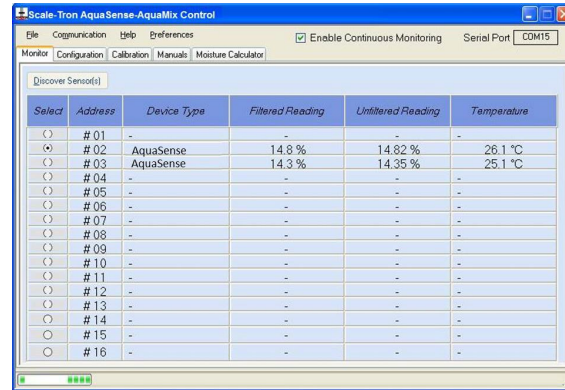 Scale-Tron AquaSense-AquaMix Control
File Communication Help Preferences Enable Continuous Monitoring Serial Port COM15
Monitor Configuration Calibration Manuals Moisture Calculator
Discover Sensor(s)
Select Address Device Type Filtered Reading Unfiltered Reading Temperature
# 01 - - - -
# 02 AquaSense 14.8 % 14.82 % 26.1 °C
# 03 AquaSense 14.3 % 14.35 % 25.1 °C
# 04 - - - -
# 05 - - - -
# 06 - - - -
# 07 - - - -
# 08 - - - -
# 09 - - - -
# 10 - - - -
# 11 - - - -
# 12 - - - -
# 13 - - - -
# 14 - - - -
# 15 - - - -
# 16 - - - -